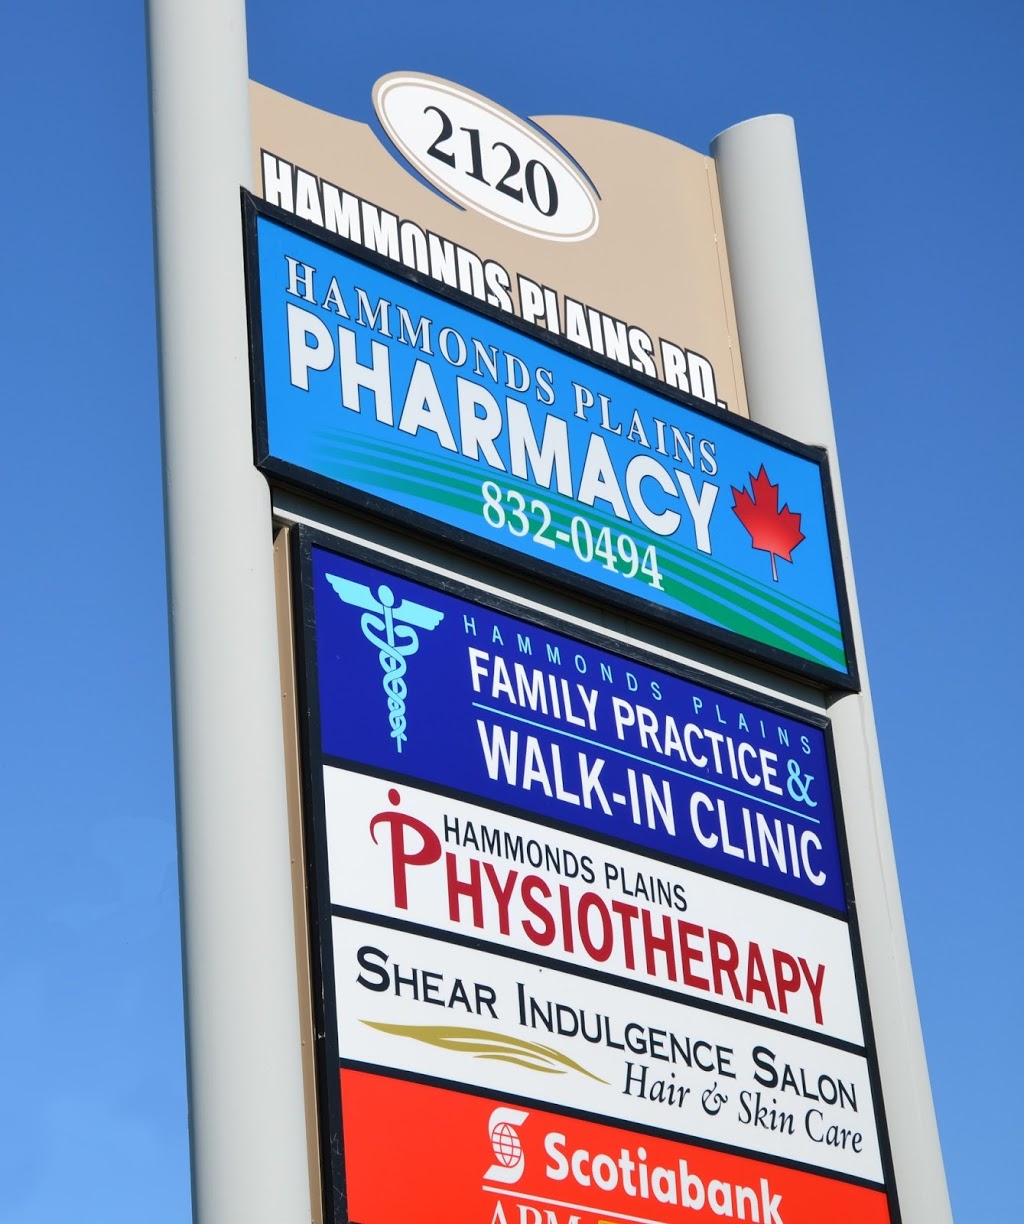 2120
HAMMONDS PLAINS RD.
HAMMONDS PLAINS
PHARMACY
832-0494
HAMMONDS PLAINS
FAMILY PRACTICE &
WALK-IN CLINIC
HAMMONDS PLAINS
PHYSIOTHERAPY
SHEAR INDULGENCE SALON
Hair & Skin Care
Scotiabank